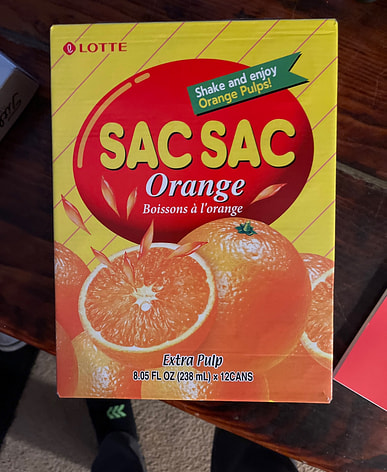 LOTTE
Shake and enjoy
Orange Pulps!
SAC SAC
Orange
Boissons à l'orange
Extra Pulp
8.05 FL OZ (238 mL) x 12CANS